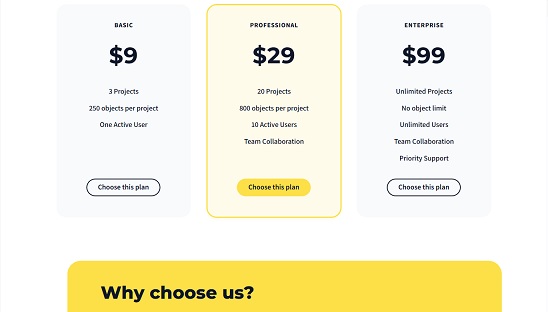 BASIC
$9
3 Projects
250 objects per project
One Active User
Choose this plan
PROFESSIONAL
$29
20 Projects
800 objects per project
10 Active Users
Team Collaboration
Choose this plan
ENTERPRISE
$99
Unlimited Projects
No object limit
Unlimited Users
Team Collaboration
Priority Support
Choose this plan
Why choose us?